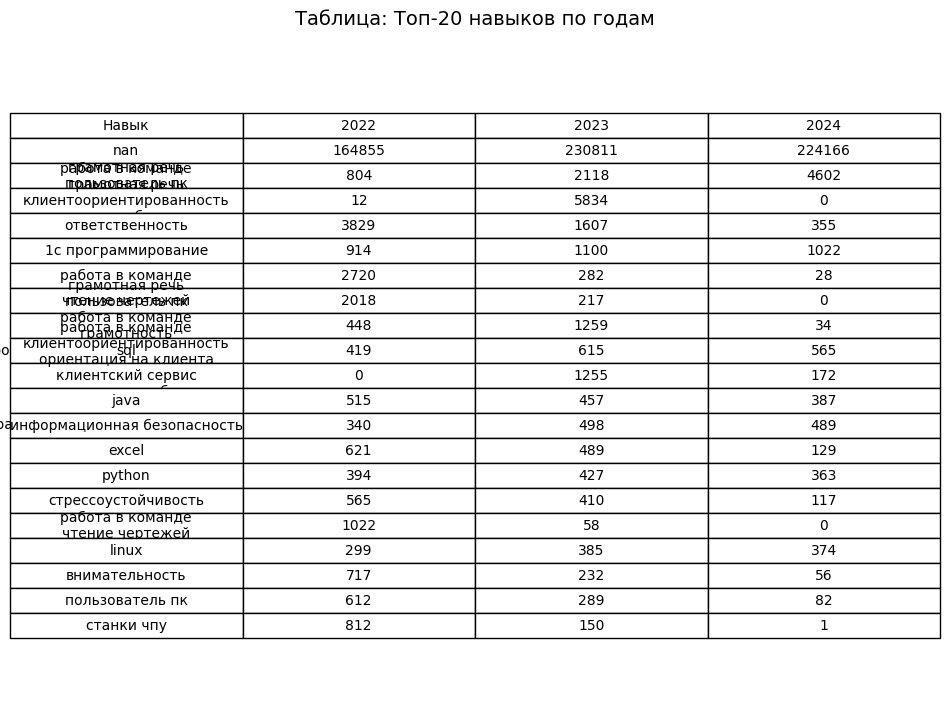 Таблица: Топ-20 навыков по годам
Навык 2022 2023 2024
nan 164855 230811 224166
грамотная речь
работа в команде
пользователь пк 804 2118 4602
грамотная речь
клиентоориентированность 12 5834 0
ответственность 3829 1607 355
1с программирование 914 1100 1022
работа в команде 2720 282 28
грамотная речь
чтение чертежей 2018 217 0
пользователь пк
работа в команде
работа в команде 448 1259 34
грамотность
клиентоориентированность
sql 419 615 565
ориентация на клиента
клиентский сервис 0 1255 172
java 515 457 387
информационная безопасность 340 498 489
excel 621 489 129
python 394 427 363
стрессоустойчивость 565 410 117
работа в команде 1022 58 0
чтение чертежей
linux 299 385 374
внимательность 717 232 56
пользователь пк 612 289 82
станки чпу 812 150 1